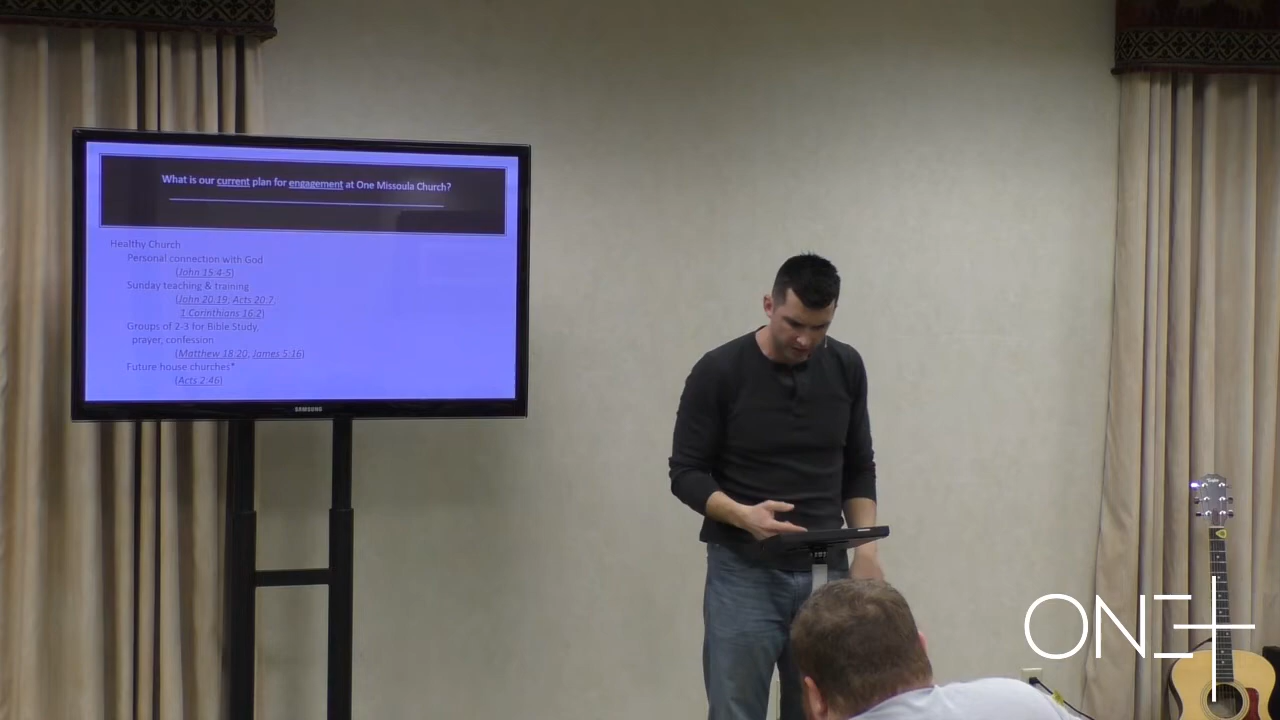 What is our current plan for engagement at One Missoula Church?
Healthy Church
Personal connection with God
(John 15:4-5)
Sunday teaching & training
(John 20:19, Acts 20:7,
1 Corinthians 16:2)
Groups of 2-3 for Bible Study,
prayer, confession
(Matthew 18:20, James 5:16)
Future house churches*
(Acts 2:46)
SAMSUNG
Taylor
ONE